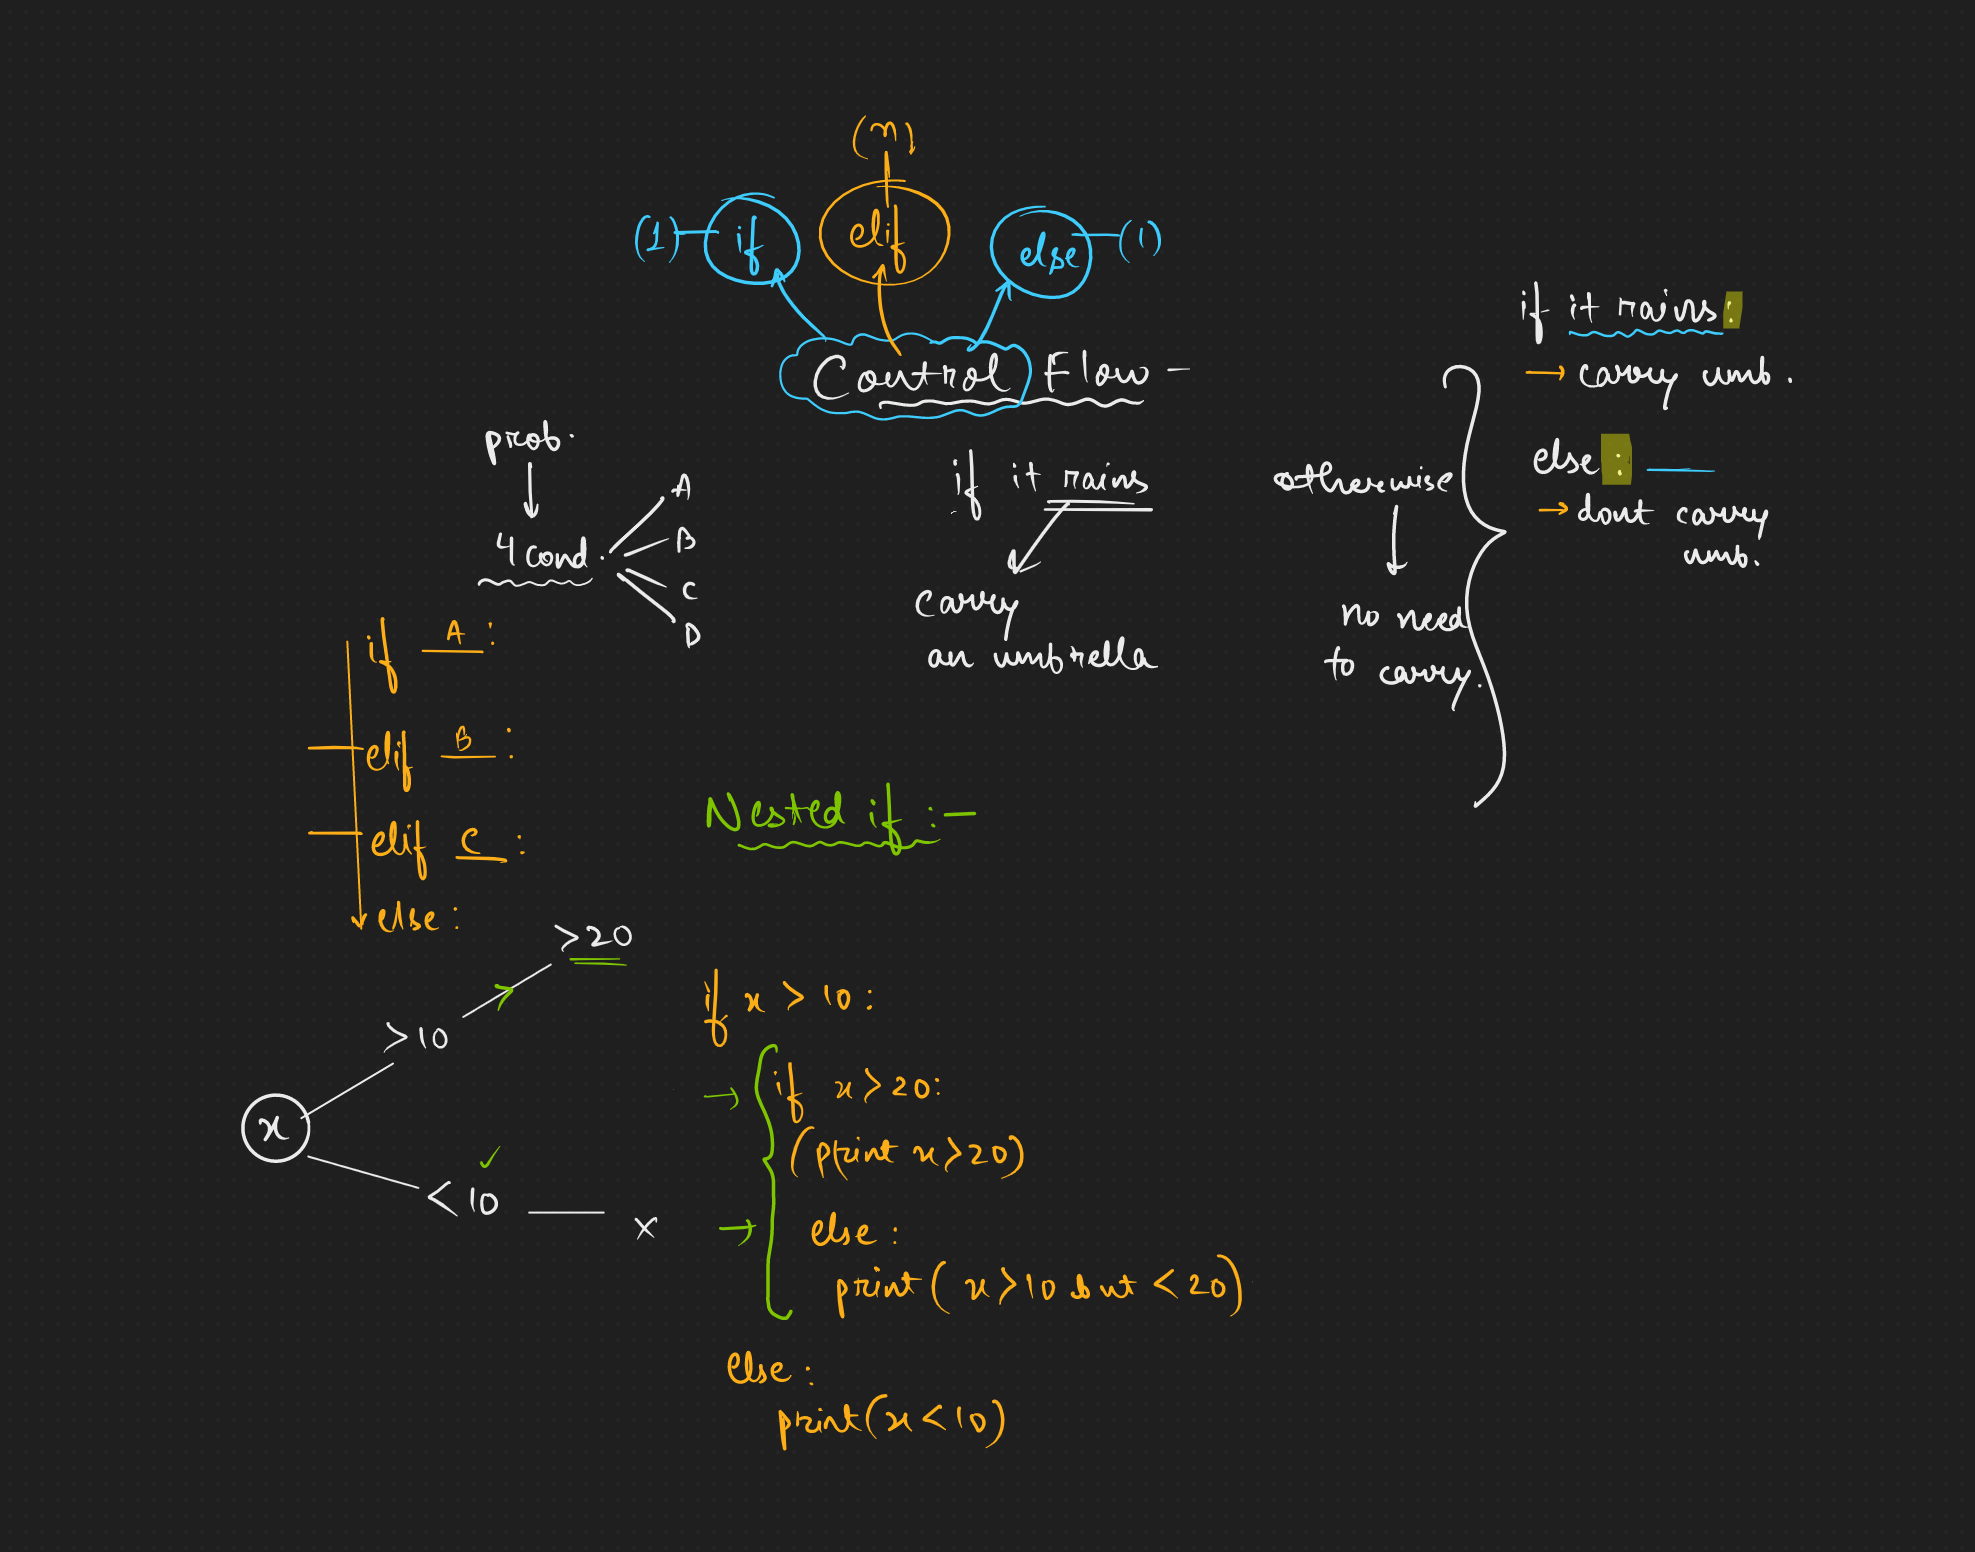 (n)
(1) if elif else (1)
Control Flow -
if it rains:
→ carry umb.
else: ___
→ dont carry
umb.
prob.
↓
4 cond.
A
B
C
D
if it rains
carry
an umbrella
otherwise
no need
to carry.
if A:
elif B:
elif C:
else:
Nested if :-
x
>10
>20
<10 ✓
x
if x > 10:
→ if x>20:
(print x>20)
→ else:
print( x>10 but <20)
else:
print(x<10)